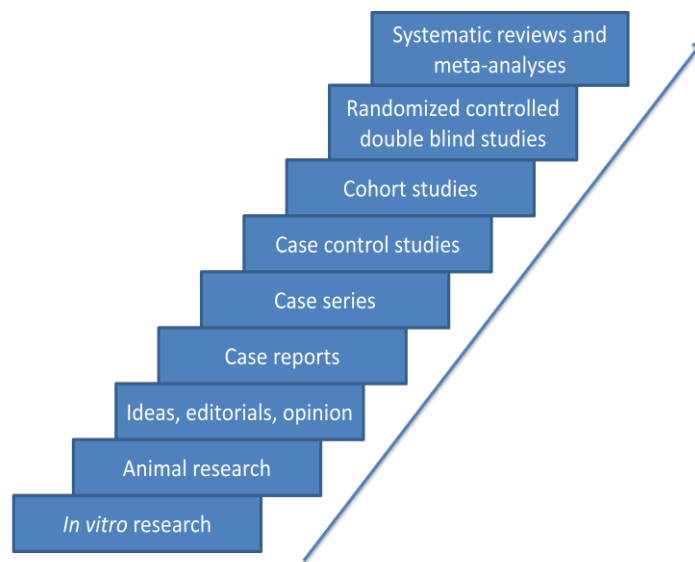 Systematic reviews and
meta-analyses
Randomized controlled
double blind studies
Cohort studies
Case control studies
Case series
Case reports
Ideas, editorials, opinion
Animal research
In vitro research